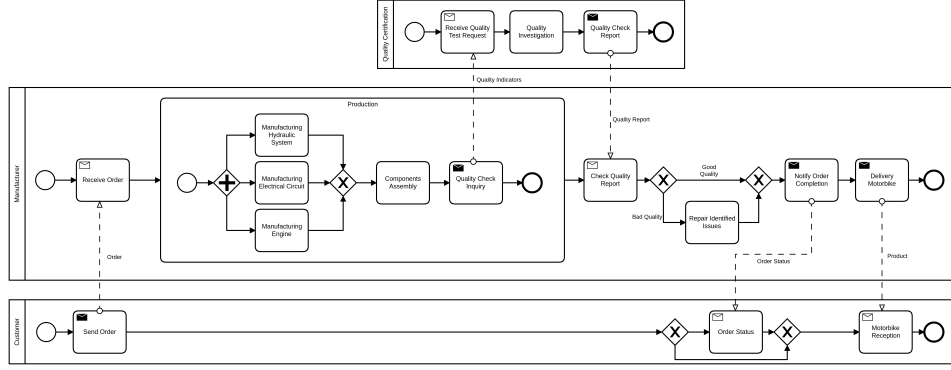 Quality Certification
Receive Quality
Test Request
Quality
Investigation
Quality Check
Report
Quality Indicators
Quality Report
Manufacturer
Receive Order
Production
Manufacturing
Hydraulic
System
Manufacturing
Electrical Circuit
Manufacturing
Engine
Components
Assembly
Quality Check
Inquiry
Check Quality
Report
Good
Quality
Bad Quality
Repair Identified
Issues
Notify Order
Completion
Delivery
Motorbike
Order
Order Status
Product
Customer
Send Order
Order Status
Motorbike
Reception